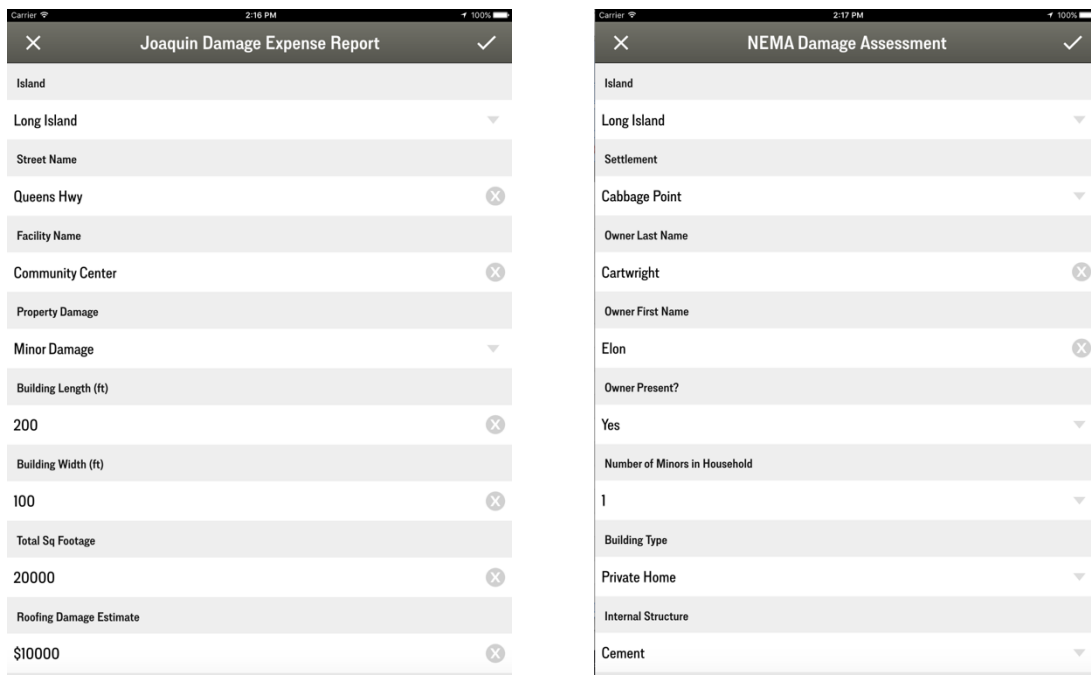 Carrier 2:16 PM 100%
Joaquin Damage Expense Report
Island
Long Island
Street Name
Queens Hwy
Facility Name
Community Center
Property Damage
Minor Damage
Building Length (ft)
200
Building Width (ft)
100
Total Sq Footage
20000
Roofing Damage Estimate
$10000
Carrier 2:17 PM 100%
NEMA Damage Assessment
Island
Long Island
Settlement
Cabbage Point
Owner Last Name
Cartwright
Owner First Name
Elon
Owner Present?
Yes
Number of Minors in Household
1
Building Type
Private Home
Internal Structure
Cement